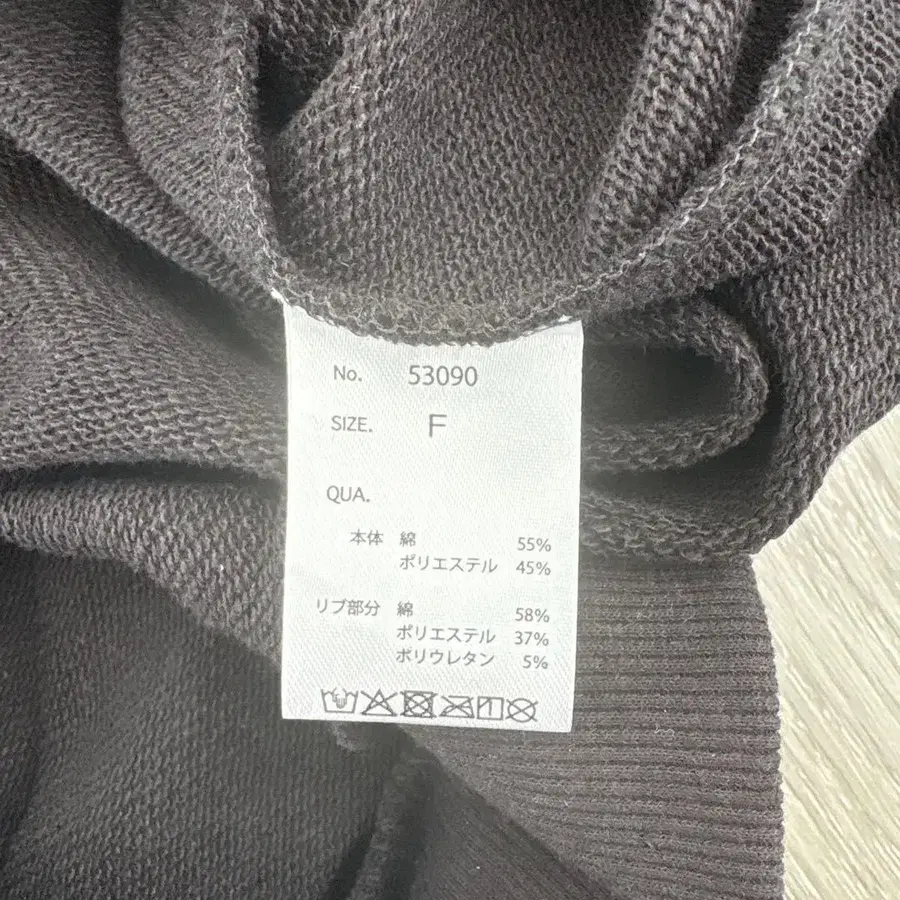 No. 53090
SIZE. F
QUA.
本体 綿 55%
ポリエステル 45%
リブ部分 綿 58%
ポリエステル 37%
ポリウレタン 5%